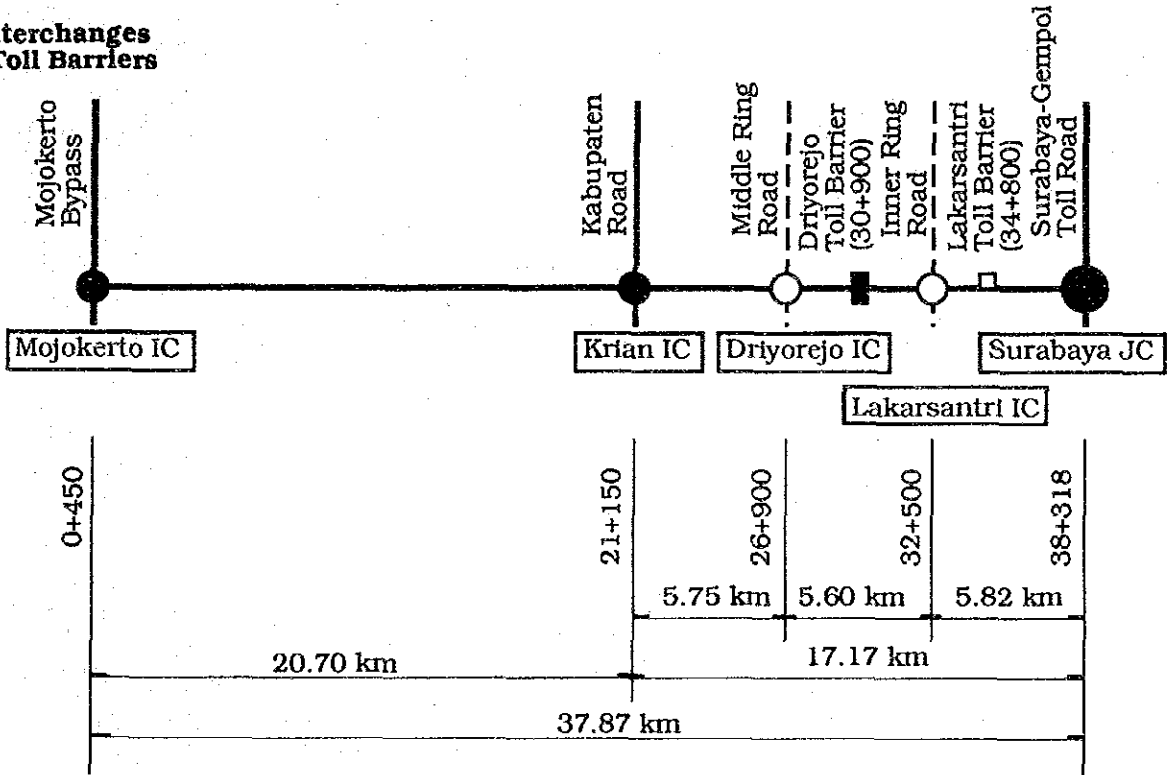 terchanges
Toll Barriers
Mojokerto
Bypass
Kabupaten
Road
Middle Ring
Road
Driyorejo
Toll Barrier
(30+900)
Inner Ring
Road
Lakarsantri
Toll Barrier
(34+800)
Surabaya-Gempol
Toll Road
Mojokerto IC
Krian IC
Driyorejo IC
Surabaya JC
Lakarsantri IC
0+450
21+150
26+900
32+500
38+318
5.75 km
5.60 km
5.82 km
20.70 km
17.17 km
37.87 km